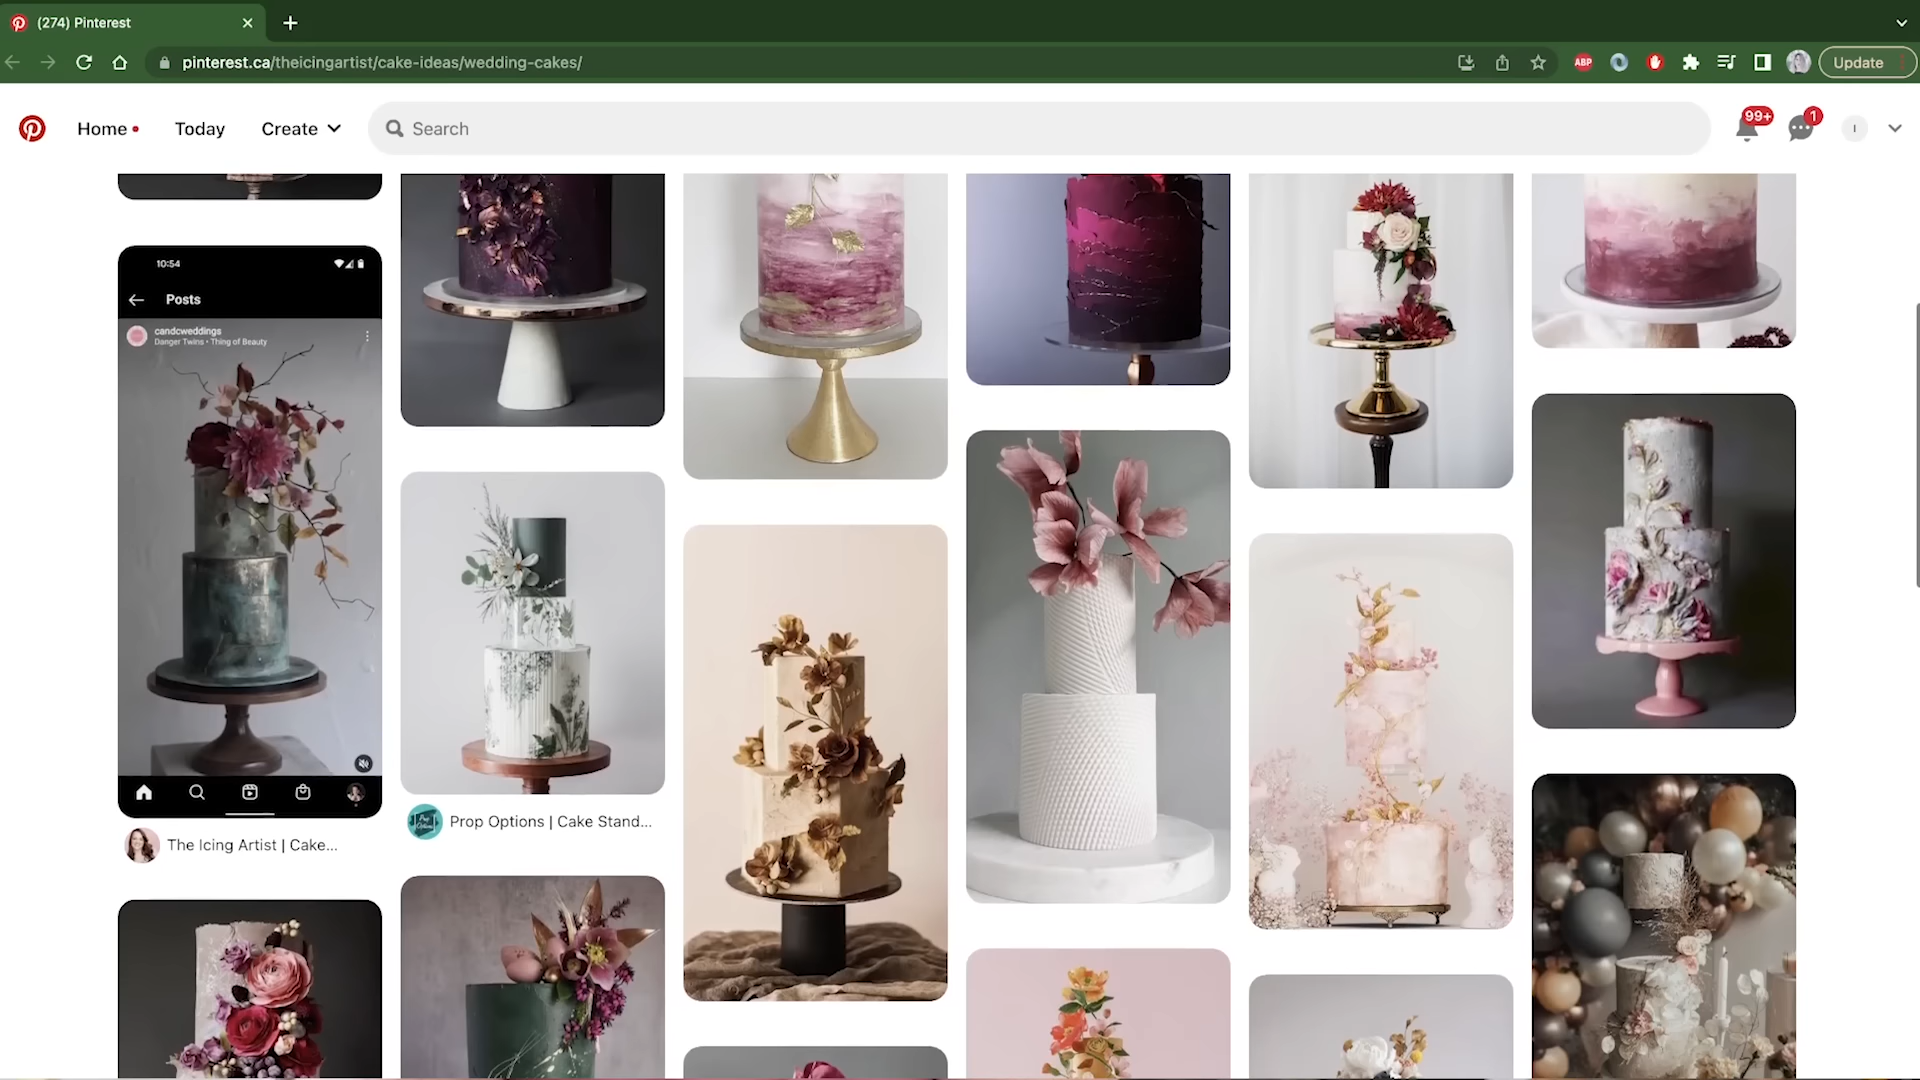 (274) Pinterest
pinterest.ca/theicingartist/cake-ideas/wedding-cakes/
ABP
Update
Home
Today
Create
Search
99+
1
I
10:54
Posts
candcweddings
Danger Twins • Thing of Beauty
The Icing Artist | Cake...
Prop Options | Cake Stand...